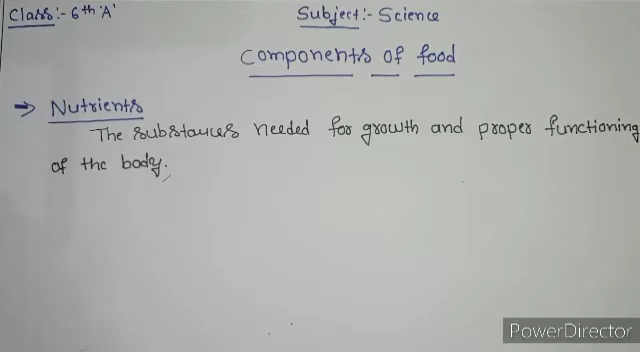 Class:- 6th 'A'
Subject:- Science
Components of food
→ Nutrients
The substances needed for growth and proper functioning
of the body.
PowerDirector